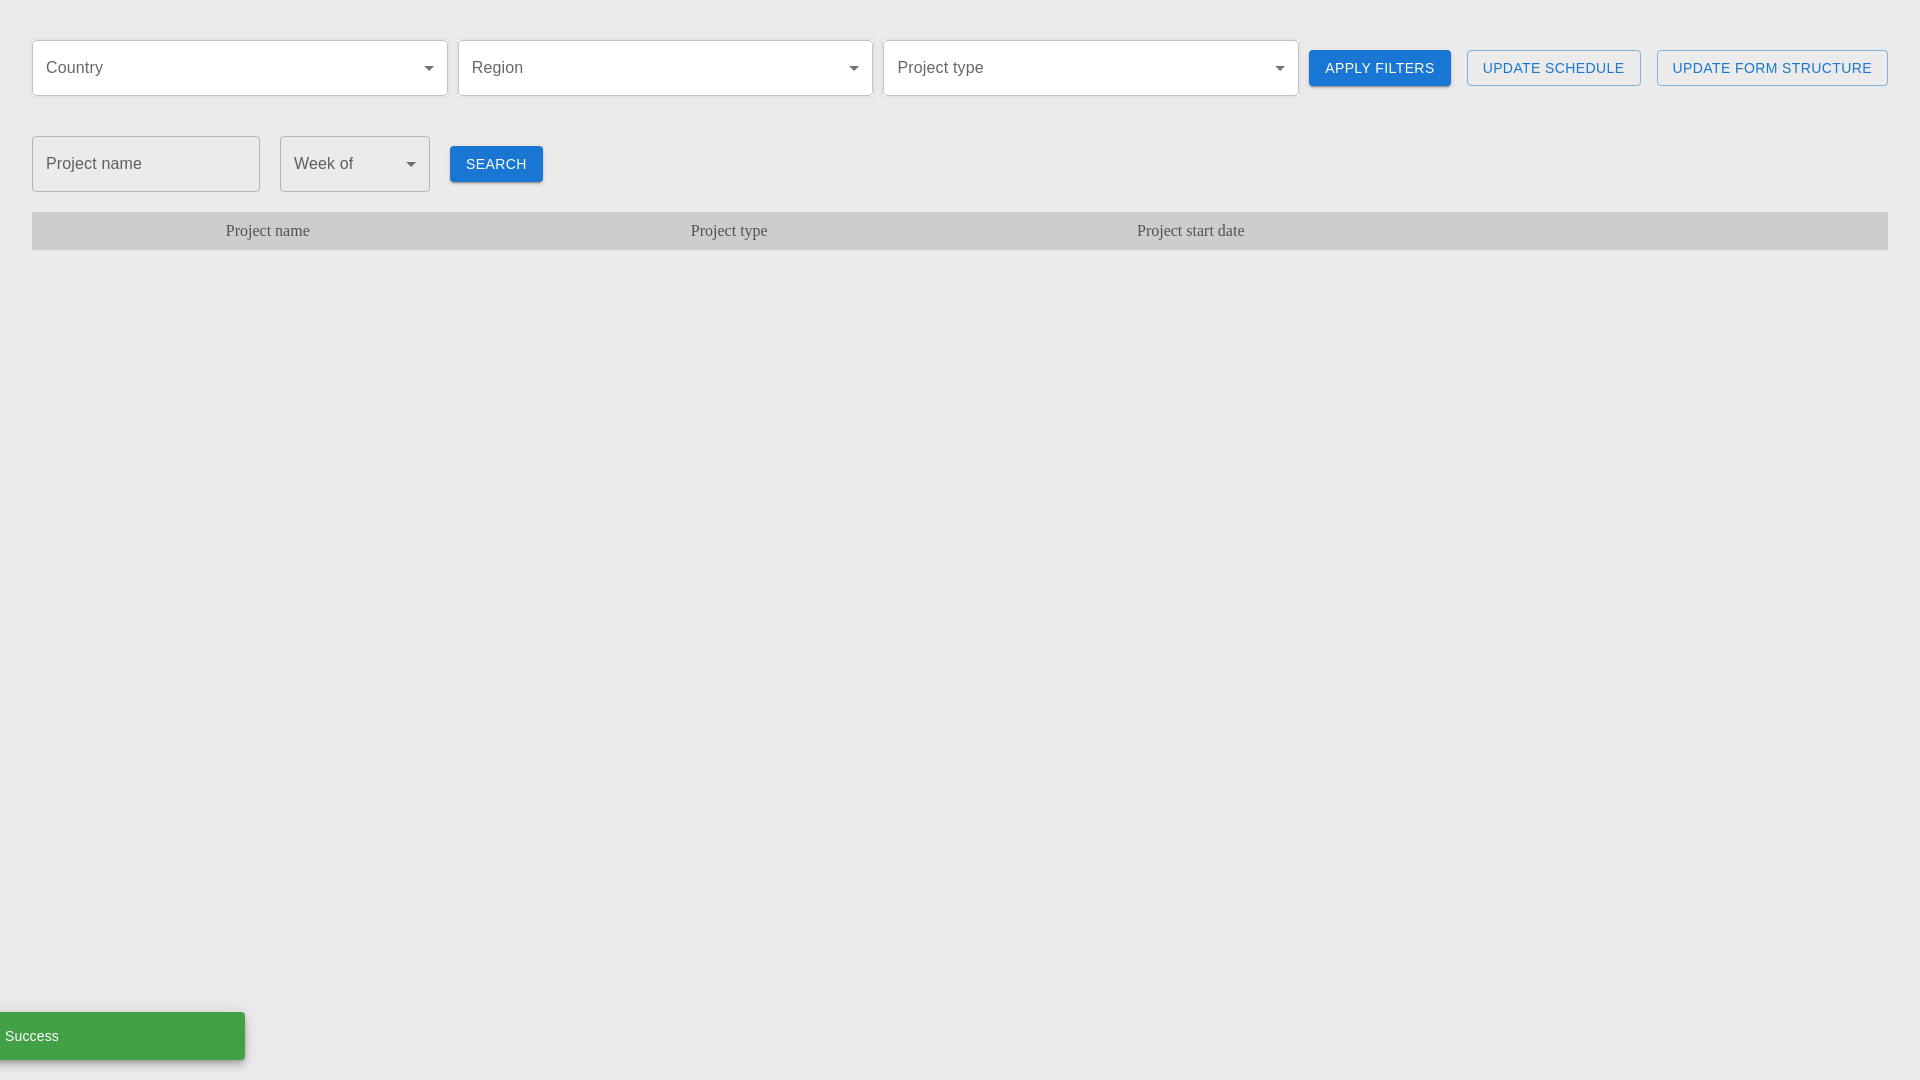 Country
Region
Project type
APPLY FILTERS
UPDATE SCHEDULE
UPDATE FORM STRUCTURE
Project name
Week of
SEARCH
Project name
Project type
Project start date
Success